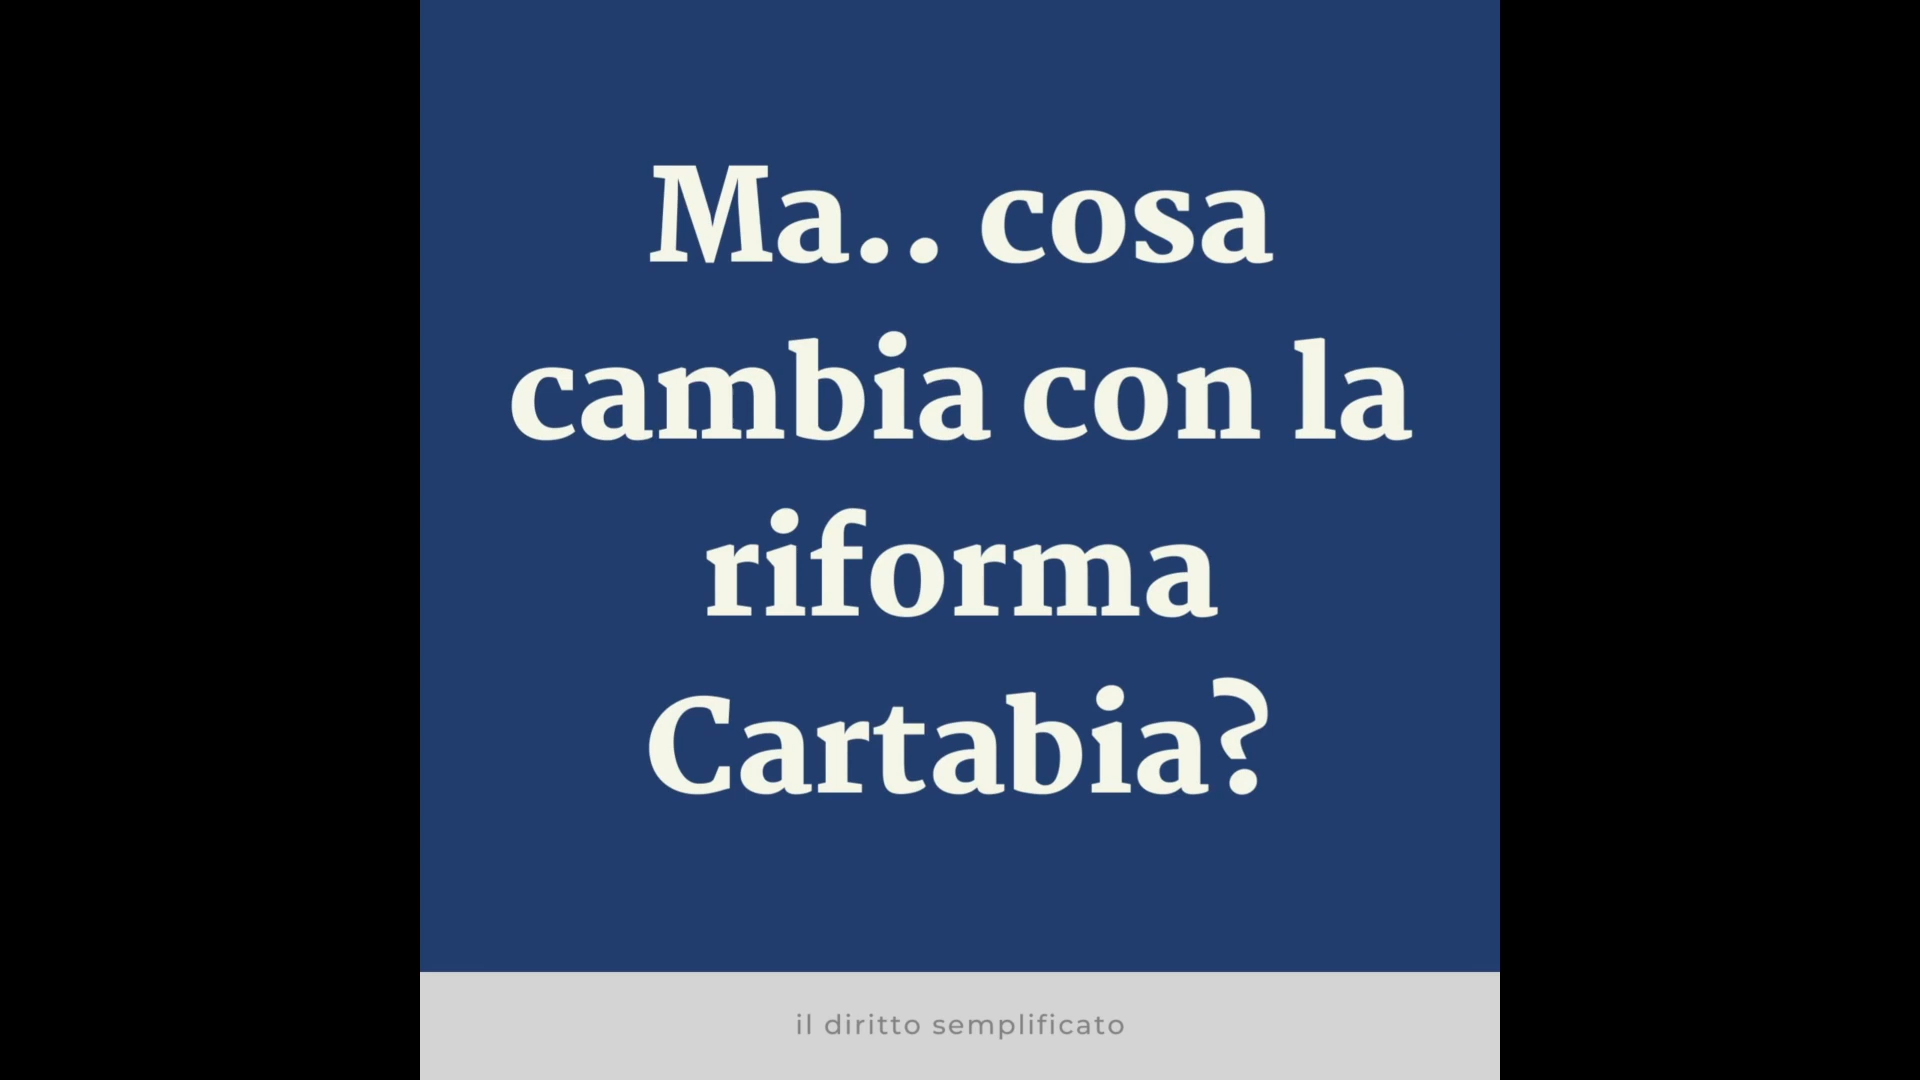 Ma.. cosa
cambia con la
riforma
Cartabia?
il diritto semplificato